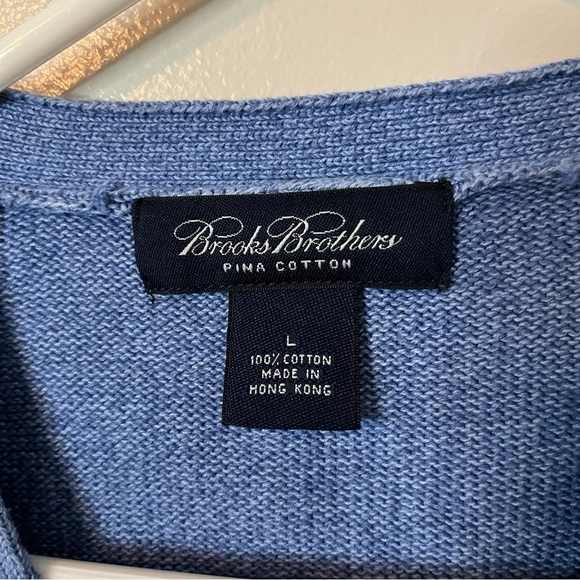 Brooks Brothers
PIMA COTTON
L
100% COTTON
MADE IN
HONG KONG